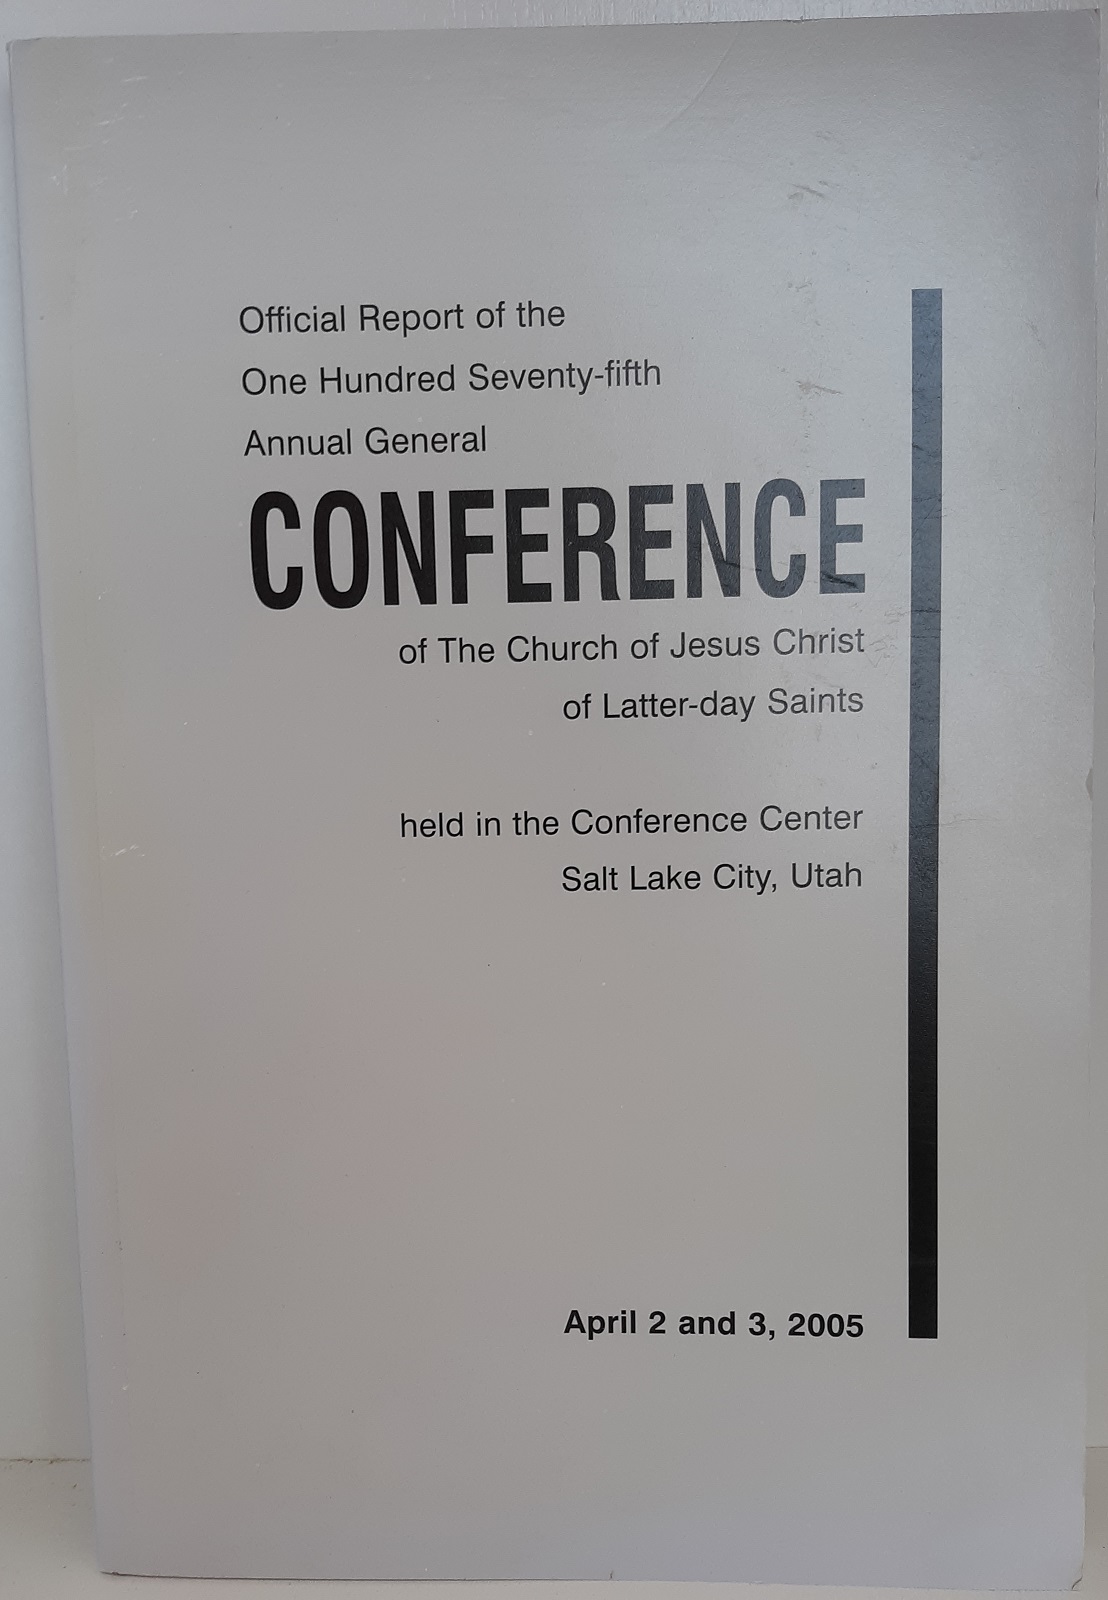 Official Report of the
One Hundred Seventy-fifth
Annual General
CONFERENCE
of The Church of Jesus Christ
of Latter-day Saints
held in the Conference Center
Salt Lake City, Utah
April 2 and 3, 2005